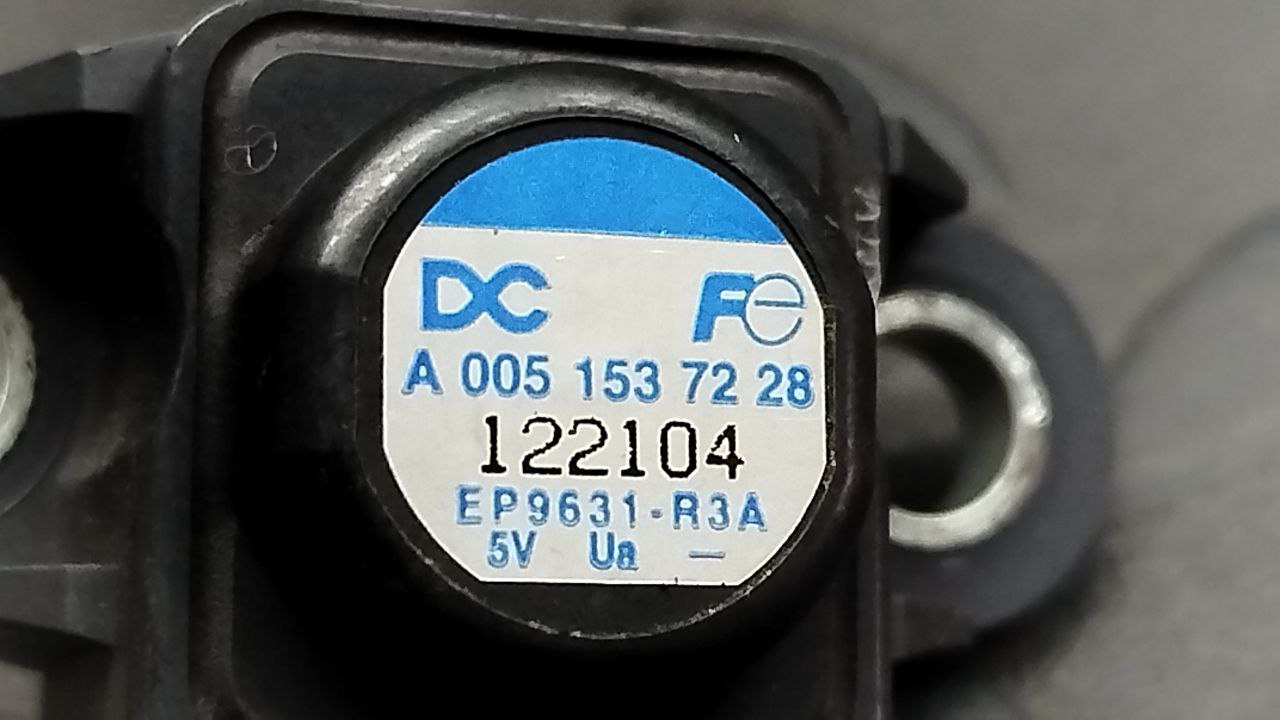 DC Fe
A 005 153 72 28
122104
EP9631-R3A
5V Ua —